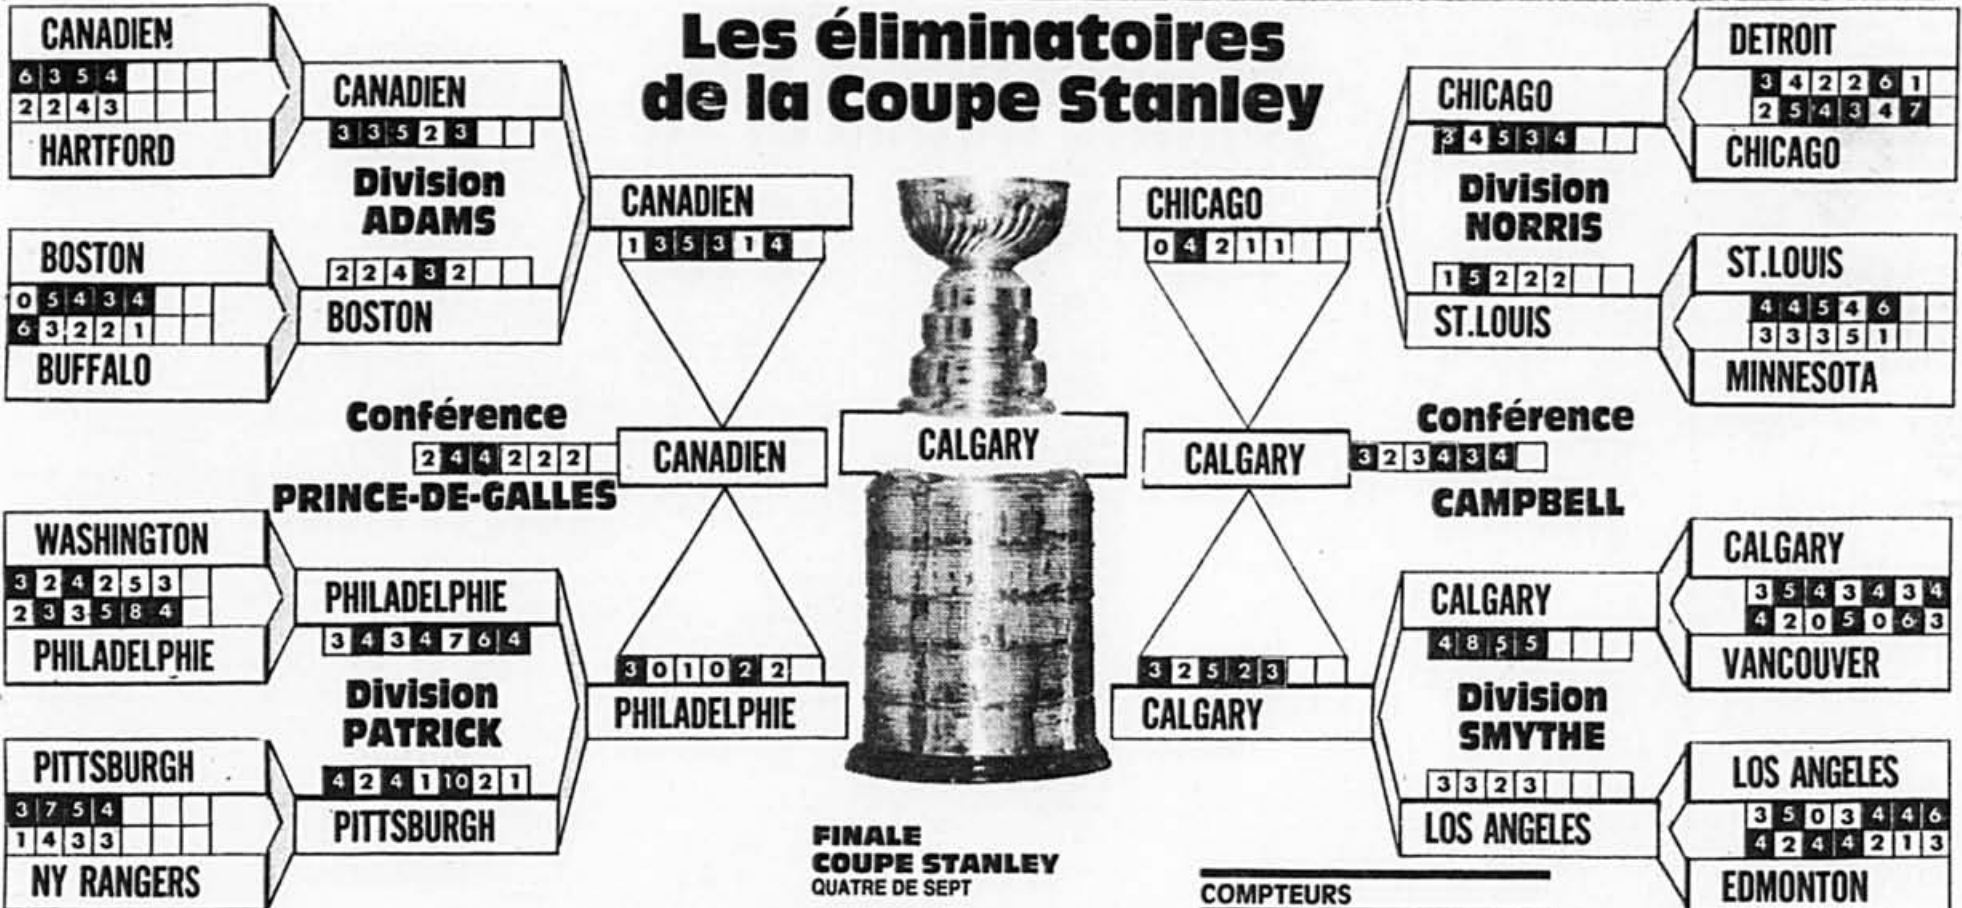 Les éliminatoires
de la Coupe Stanley
CANADIEN
6 3 5 4
2 2 4 3
HARTFORD
CANADIEN
3 3 5 2 3
Division
ADAMS
BOSTON
0 5 4 3 4
6 3 2 2 1
BUFFALO
2 2 4 3 2
BOSTON
CANADIEN
1 3 5 3 1 4
Conférence
2 4 4 2 2 2
PRINCE-DE-GALLES
CANADIEN
WASHINGTON
3 2 4 2 5 3
2 3 3 5 8 4
PHILADELPHIE
PHILADELPHIE
3 4 3 4 7 6 4
Division
PATRICK
PITTSBURGH
3 7 5 4
1 4 3 3
NY RANGERS
4 2 4 1 10 2 1
PITTSBURGH
3 0 1 0 2 2
PHILADELPHIE
CALGARY
FINALE
COUPE STANLEY
QUATRE DE SEPT
CHICAGO
0 4 2 1 1
CHICAGO
3 4 5 3 4
Division
NORRIS
1 5 2 2 2
ST.LOUIS
DETROIT
3 4 2 2 6 1
2 5 4 3 4 7
CHICAGO
ST.LOUIS
4 4 5 4 6
3 3 3 5 1
MINNESOTA
CALGARY
Conférence
3 2 3 4 3 4
CAMPBELL
3 2 5 2 3
CALGARY
CALGARY
4 8 5 5
Division
SMYTHE
3 3 2 3
LOS ANGELES
CALGARY
3 5 4 3 4 3 4
4 2 0 5 0 6 3
VANCOUVER
LOS ANGELES
3 5 0 3 4 4 6
4 2 4 4 2 1 3
EDMONTON
COMPTEURS